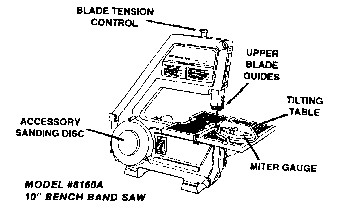 BLADE TENSION
CONTROL
UPPER
BLADE
GUIDES
TILTING
TABLE
ACCESSORY
SANDING DISC
MITER GAUGE
MODEL #8160A
10" BENCH BAND SAW